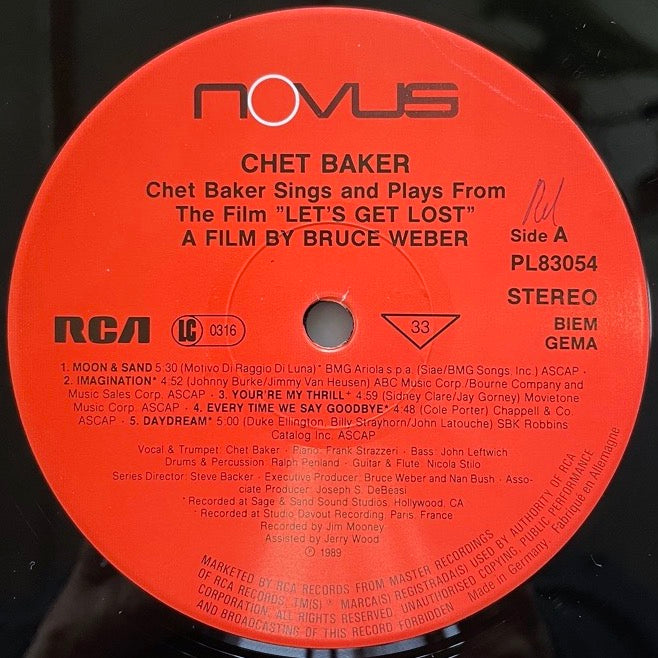 NOVUS
CHET BAKER
Chet Baker Sings and Plays From
The Film "LET'S GET LOST"
A FILM BY BRUCE WEBER
Side A
PL83054
STEREO
BIEM
GEMA
RCA
LC 0316
33
1. MOON & SAND 5:30 (Motivo Di Raggio Di Luna)* BMG Ariola s.p.a. (Siae/BMG Songs, Inc.) ASCAP ·
2. IMAGINATION* 4:52 (Johnny Burke/Jimmy Van Heusen) ABC Music Corp./Bourne Company and
Music Sales Corp. ASCAP · 3. YOUR'RE MY THRILL+ 4:59 (Sidney Clare/Jay Gorney) Movietone
Music Corp. ASCAP · 4. EVERY TIME WE SAY GOODBYE* 4:48 (Cole Porter) Chappell & Co.
ASCAP · 5. DAYDREAM* 5:00 (Duke Ellington, Billy Strayhorn/John Latouche) SBK Robbins
Catalog Inc. ASCAP
Vocal & Trumpet: Chet Baker · Piano: Frank Strazzeri · Bass: John Leftwich
Drums & Percussion: Ralph Penland · Guitar & Flute: Nicola Stilo
Series Director: Steve Backer · Executive Producer: Bruce Weber and Nan Bush · Asso-
ciate Producer: Joseph S. DeBeasi
* Recorded at Sage & Sand Sound Studios, Hollywood, CA
+ Recorded at Studio Davout Recording, Paris, France
Recorded by Jim Mooney
Assisted by Jerry Wood
℗ 1989
MARKETED BY RCA RECORDS FROM MASTER RECORDINGS
OF RCA RECORDS, TM(S) ® MARCA(S) REGISTRADA(S) USED BY AUTHORITY OF RCA
CORPORATION. ALL RIGHTS RESERVED. UNAUTHORISED COPYING, PUBLIC PERFORMANCE
AND BROADCASTING OF THIS RECORD FORBIDDEN
Made in Germany. Fabriqué en Allemagne